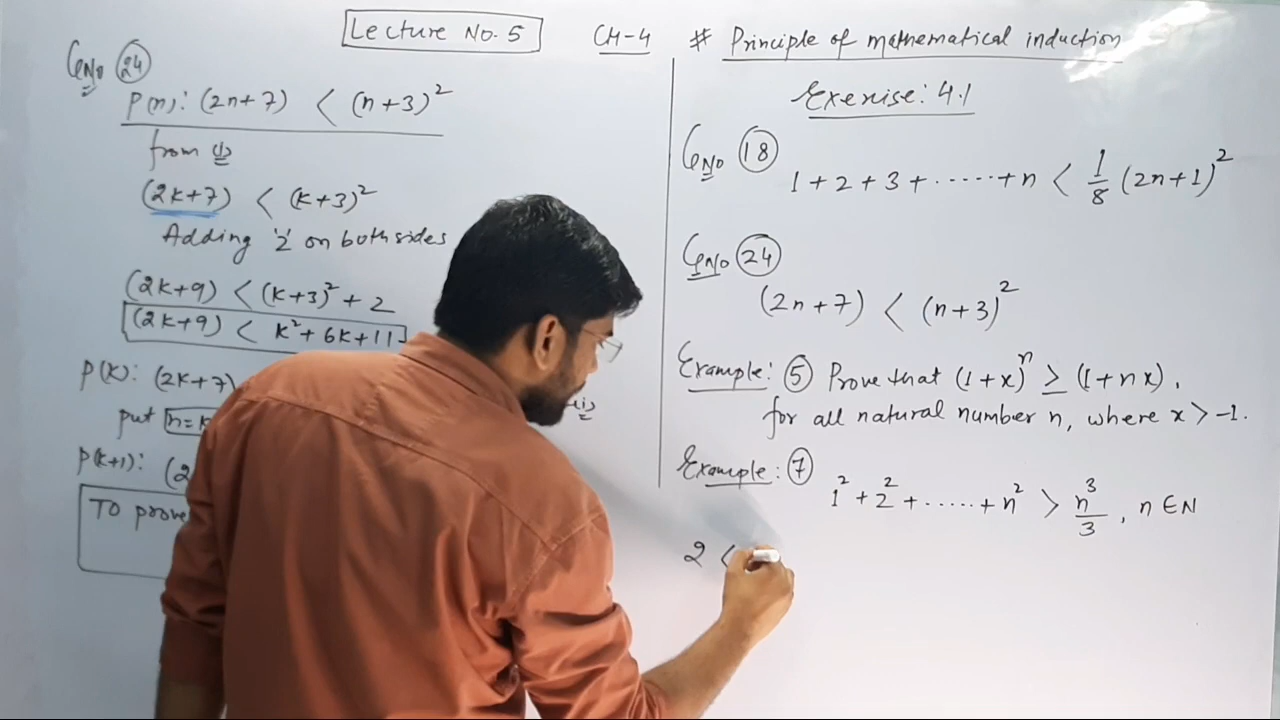 Lecture No. 5
CH-4 # Principle of mathematical induction
QNo 24
P(n): (2n+7) < (n+3)²
from ①
(2k+7) < (k+3)²
Adding '2' on both sides
(2k+9) < (k+3)² + 2
(2k+9) < k²+6k+11
P(k): (2k+7)
put n=k
P(k+1): (2
To prove
Exercise: 4.1
QNo 18
1+2+3+.....+n < 1/8 (2n+1)²
QNo 24
(2n+7) < (n+3)²
Example: 5 Prove that (1+x)ⁿ ≥ (1+nx),
for all natural number n, where x > -1.
Example: 7
1²+2²+......+n² > n³/3, n ∈ N
2 <